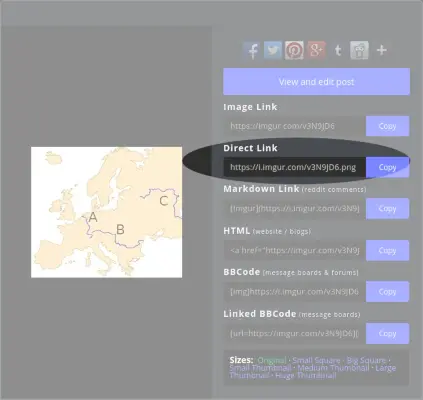 View and edit post
Image Link
https://imgur.com/v3N9JD6
Copy
Direct Link
https://i.imgur.com/v3N9JD6.png
Copy
Markdown Link (reddit comments)
[Imgur](https://i.imgur.com/v3N9J
Copy
HTML (website / blogs)
<a href="https://imgur.com/v3N9J
Copy
BBCode (message boards & forums)
[img]https://i.imgur.com/v3N9JD6
Copy
Linked BBCode (message boards)
[url=https://imgur.com/v3N9JD6][
Copy
Sizes: Original · Small Square · Big Square ·
Small Thumbnail · Medium Thumbnail · Large
Thumbnail · Huge Thumbnail
A
B
C